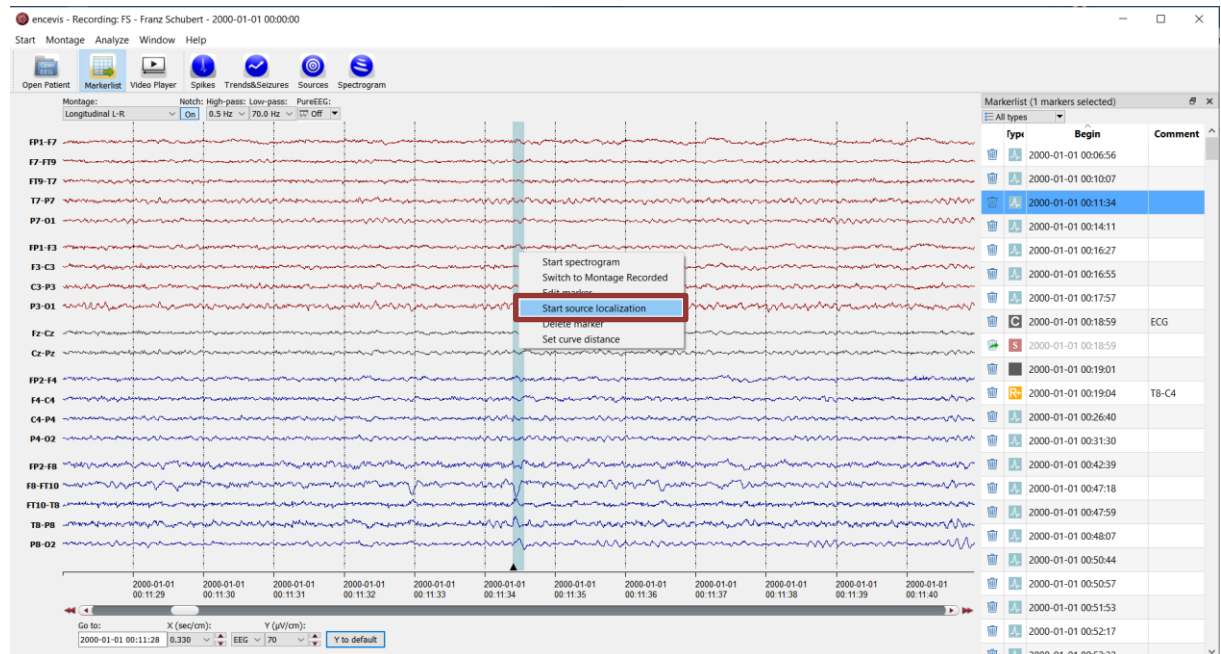 encevis - Recording: FS - Franz Schubert - 2000-01-01 00:00:00
Start Montage Analyze Window Help
Open EEG
Open Patient Markerlist Video Player Spikes Trends&Seizures Sources Spectrogram
Montage: Notch: High-pass: Low-pass: PureEEG:
Longitudinal L-R On 0.5 Hz 70.0 Hz Off
FP1-F7
F7-FT9
FT9-T7
T7-P7
P7-O1
FP1-F3
F3-C3
C3-P3
P3-O1
Fz-Cz
Cz-Pz
FP2-F4
F4-C4
C4-P4
P4-O2
FP2-F8
F8-FT10
FT10-T8
T8-P8
P8-O2
Start spectrogram
Switch to Montage Recorded
Edit marker
Start source localization
Delete marker
Set curve distance
2000-01-01 2000-01-01 2000-01-01 2000-01-01 2000-01-01 2000-01-01 2000-01-01 2000-01-01 2000-01-01 2000-01-01 2000-01-01 2000-01-01
00:11:29 00:11:30 00:11:31 00:11:32 00:11:33 00:11:34 00:11:35 00:11:36 00:11:37 00:11:38 00:11:39 00:11:40
Go to: X (sec/cm): Y (µV/cm):
2000-01-01 00:11:28 0.330 EEG 70 Y to default
Markerlist (1 markers selected)
All types
Type Begin Comment
2000-01-01 00:06:56
2000-01-01 00:10:07
2000-01-01 00:11:34
2000-01-01 00:14:11
2000-01-01 00:16:27
2000-01-01 00:16:55
2000-01-01 00:17:57
C 2000-01-01 00:18:59 ECG
S 2000-01-01 00:18:59
2000-01-01 00:19:01
R 2000-01-01 00:19:04 T8-C4
2000-01-01 00:26:40
2000-01-01 00:31:30
2000-01-01 00:42:39
2000-01-01 00:47:18
2000-01-01 00:47:59
2000-01-01 00:48:07
2000-01-01 00:50:44
2000-01-01 00:50:57
2000-01-01 00:51:53
2000-01-01 00:52:17